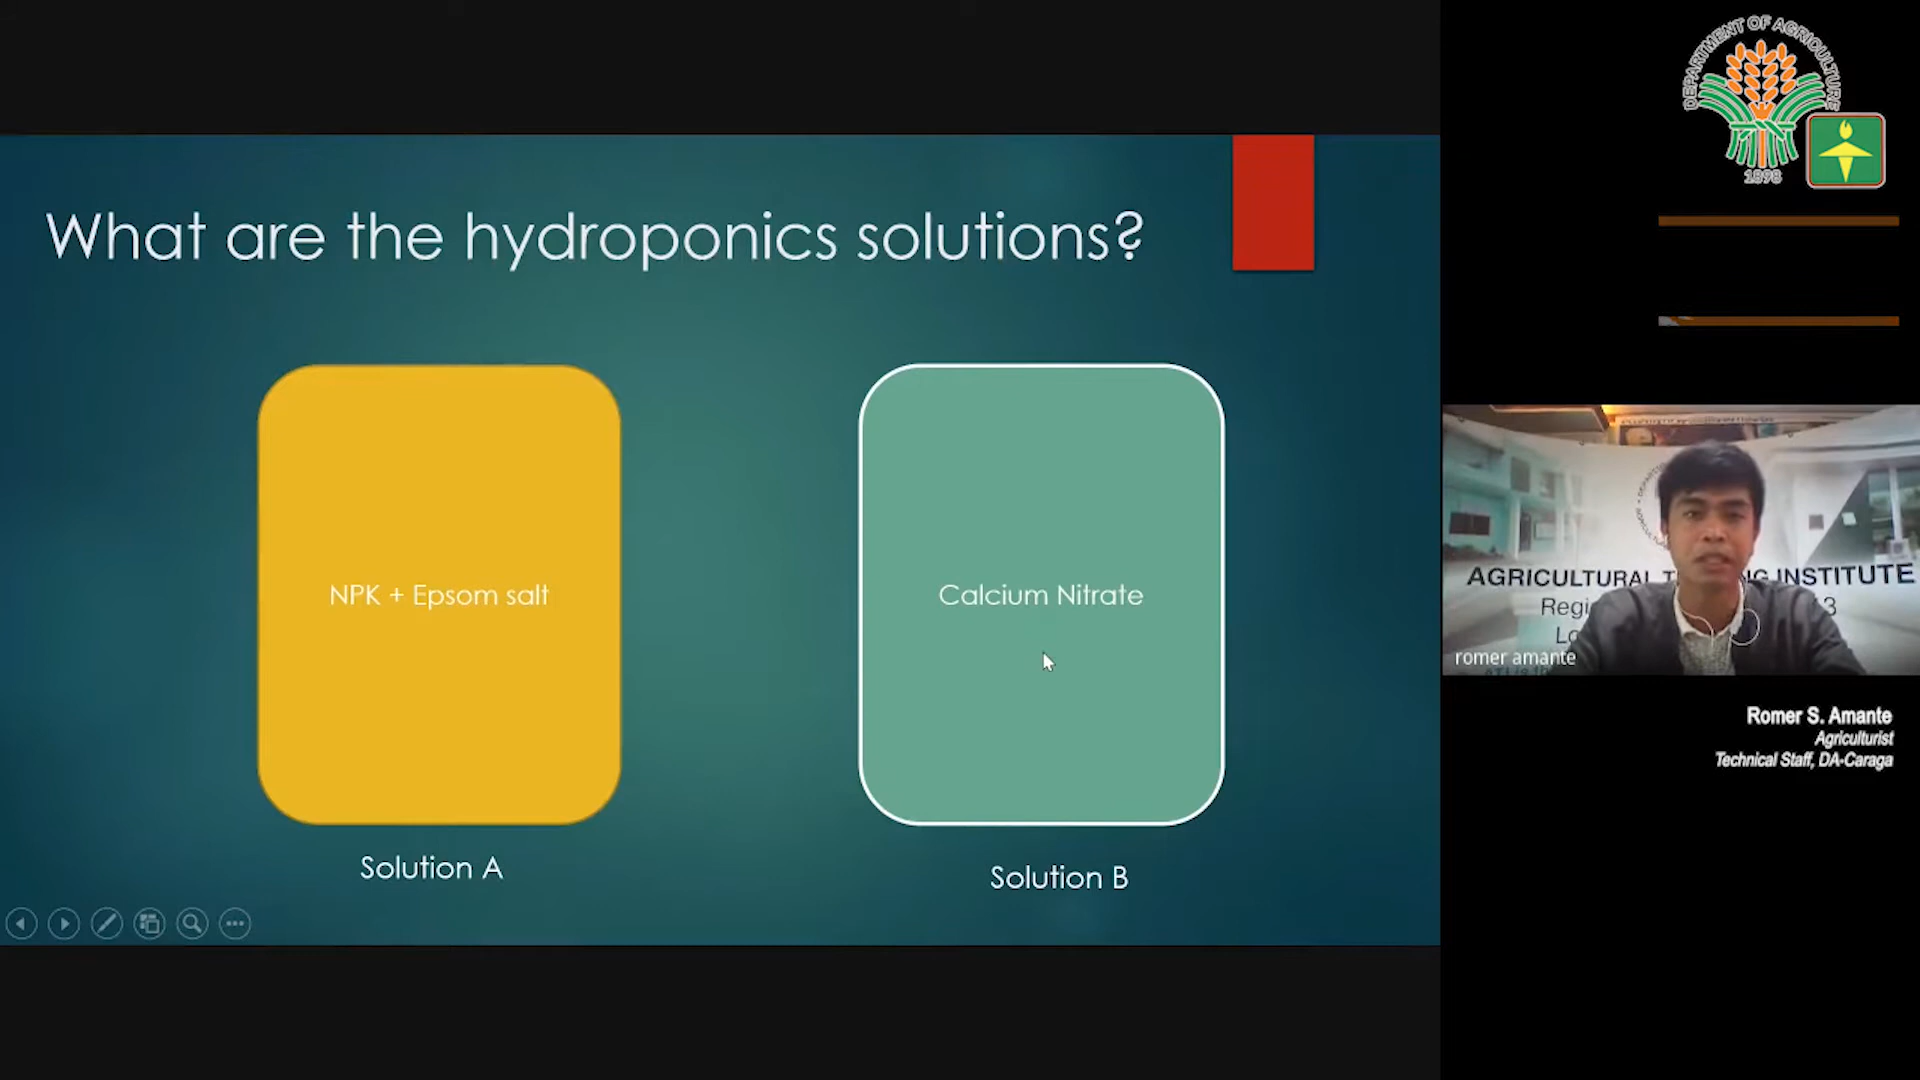 What are the hydroponics solutions?
NPK + Epsom salt
Calcium Nitrate
Solution A
Solution B
DEPARTMENT OF AGRICULTURE
1898
AGRICULTURAL
INSTITUTE
romer amante
Romer S. Amante
Agriculturist
Technical Staff, DA-Caraga